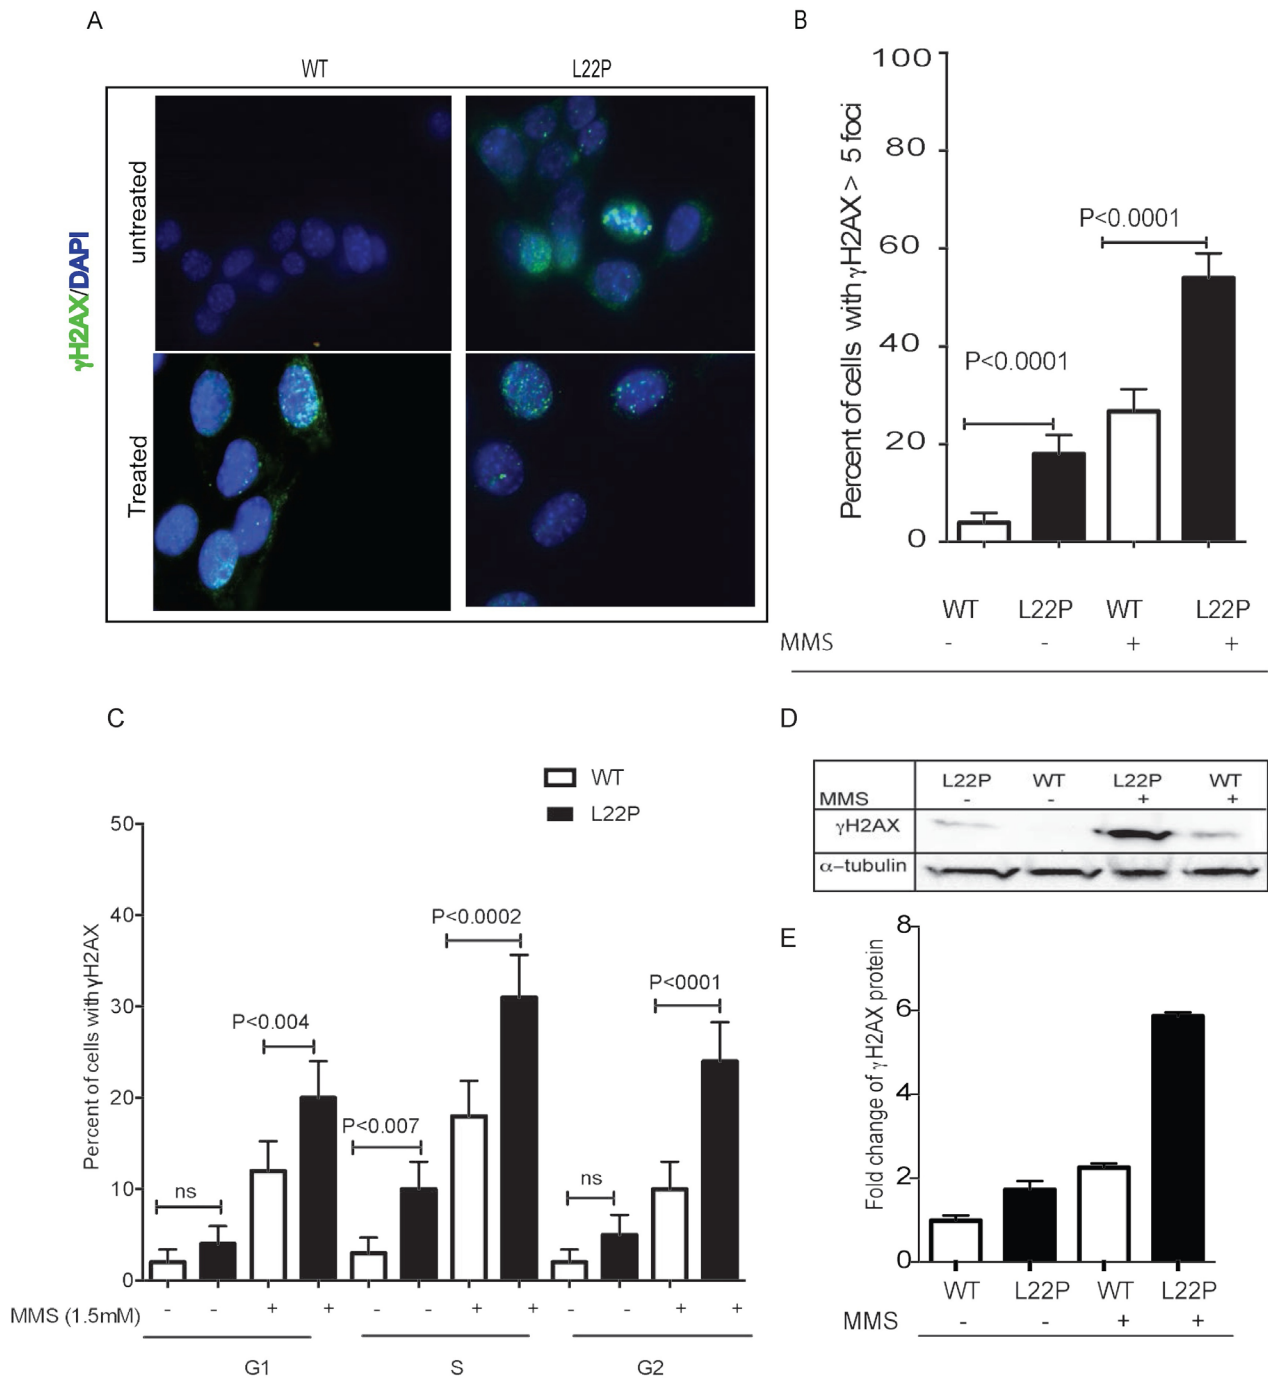 A
WT
L22P
untreated
Treated
γH2AX/DAPI
B
Percent of cells with γH2AX > 5 foci
100
80
60
40
20
0
P<0.0001
P<0.0001
WT L22P WT L22P
MMS - - + +
C
WT
L22P
Percent of cells with γH2AX
50
40
30
20
10
0
ns
P<0.004
P<0.007
P<0.0002
ns
P<0001
MMS (1.5mM) - - + + - - + + - - + +
G1 S G2
D
L22P WT L22P WT
MMS - - + +
γH2AX
α-tubulin
E
Fold change of γH2AX protein
8
6
4
2
0
WT L22P WT L22P
MMS - - + +